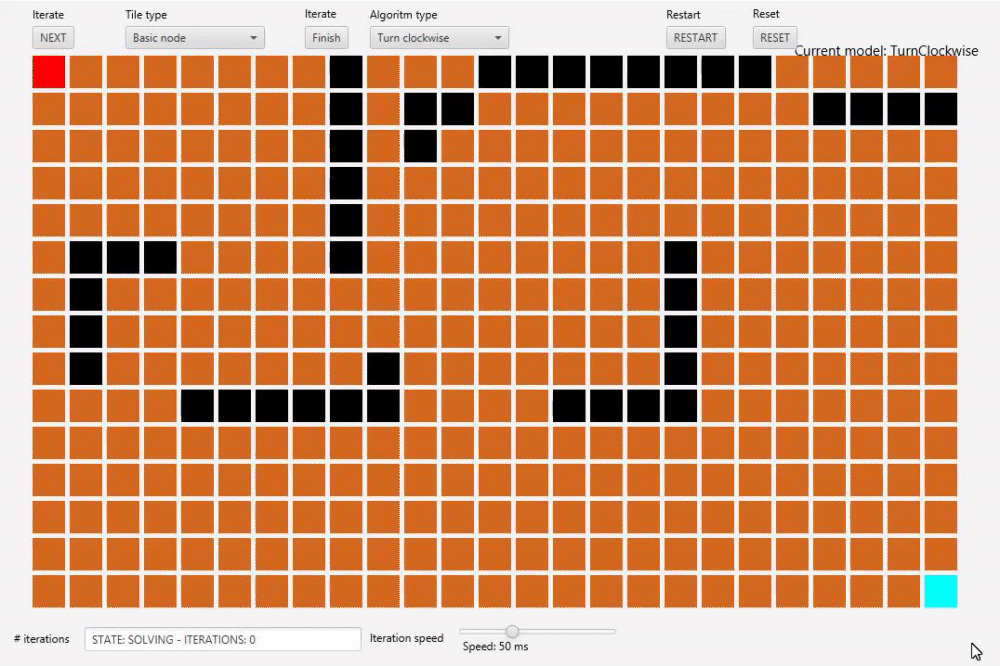 Iterate Tile type Iterate Algoritm type Restart Reset
NEXT Basic node Finish Turn clockwise RESTART RESET
Current model: TurnClockwise
# iterations STATE: SOLVING - ITERATIONS: 0 Iteration speed
Speed: 50 ms